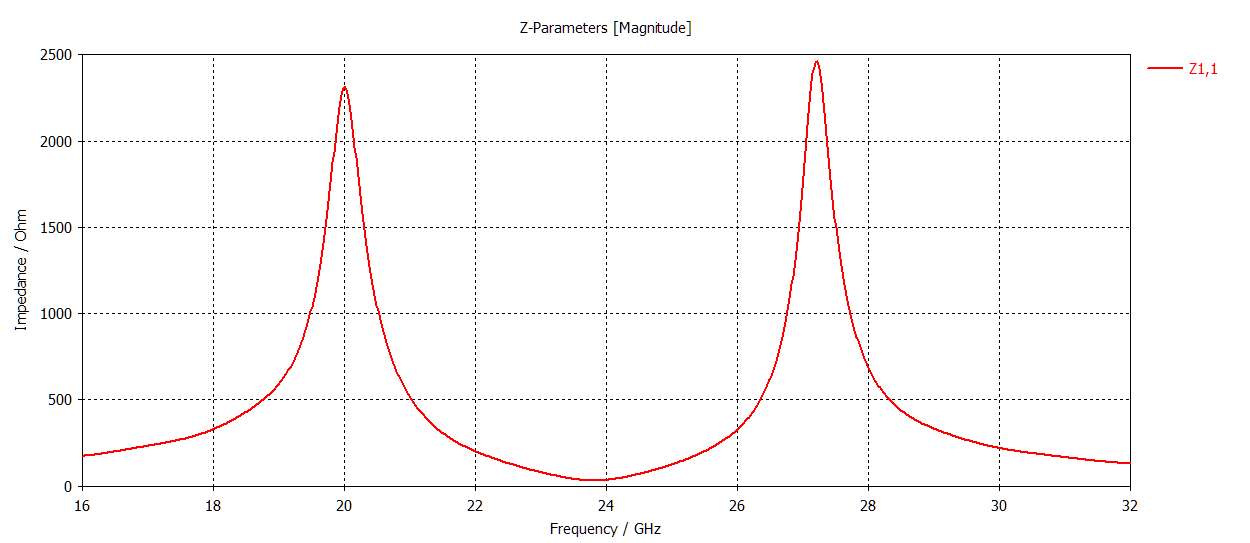 Z-Parameters [Magnitude]
2500
2000
1500
1000
500
0
Impedance / Ohm
16 18 20 22 24 26 28 30 32
Frequency / GHz
Z1,1